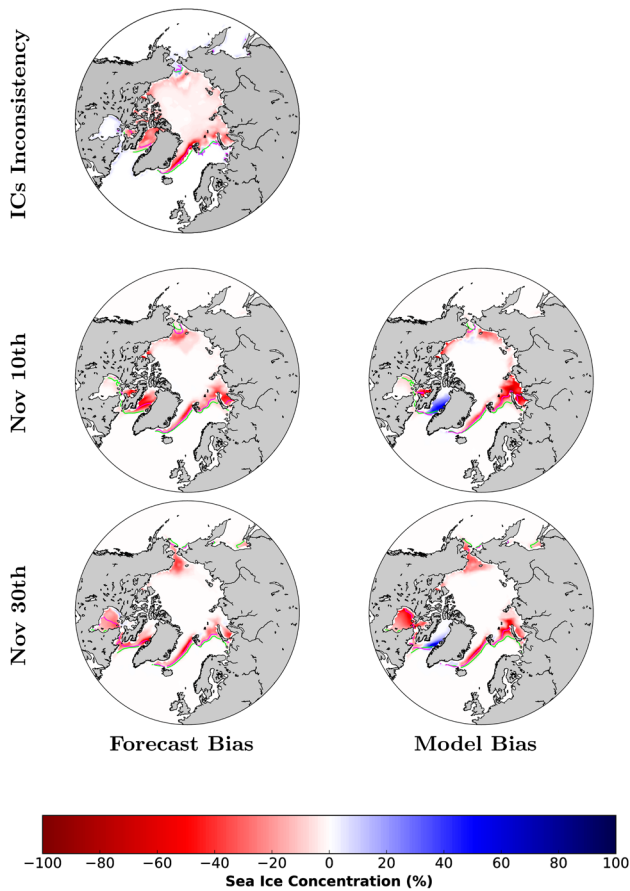 ICs Inconsistency
Nov 10th
Nov 30th
Forecast Bias
Model Bias
−100 −80 −60 −40 −20 0 20 40 60 80 100
Sea Ice Concentration (%)